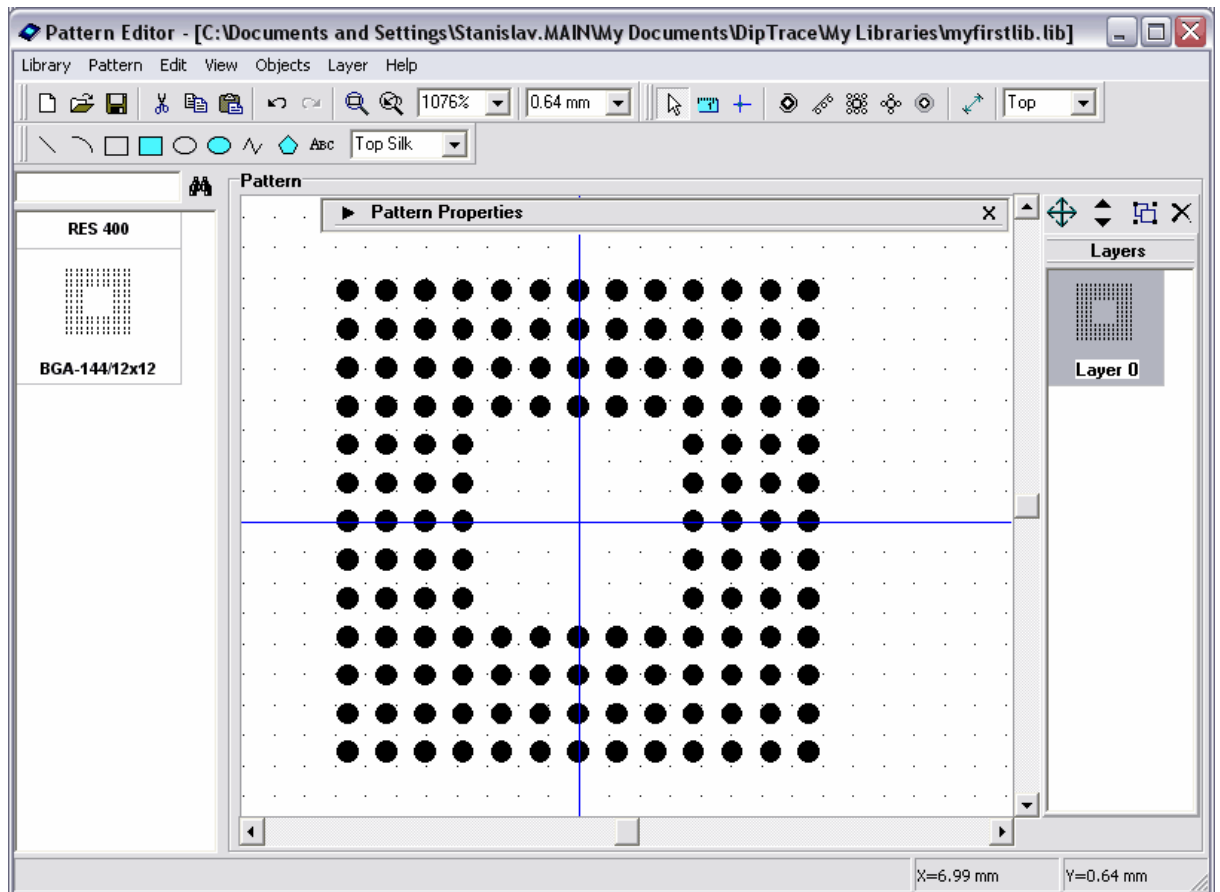 Pattern Editor - [C:\Documents and Settings\Stanislav.MAIN\My Documents\DipTrace\My Libraries\myfirstlib.lib]
Library Pattern Edit View Objects Layer Help
1076% 0.64 mm Top
ABC Top Silk
Pattern
Pattern Properties X
RES 400
Layers
BGA-144/12x12
Layer 0
X=6.99 mm Y=0.64 mm